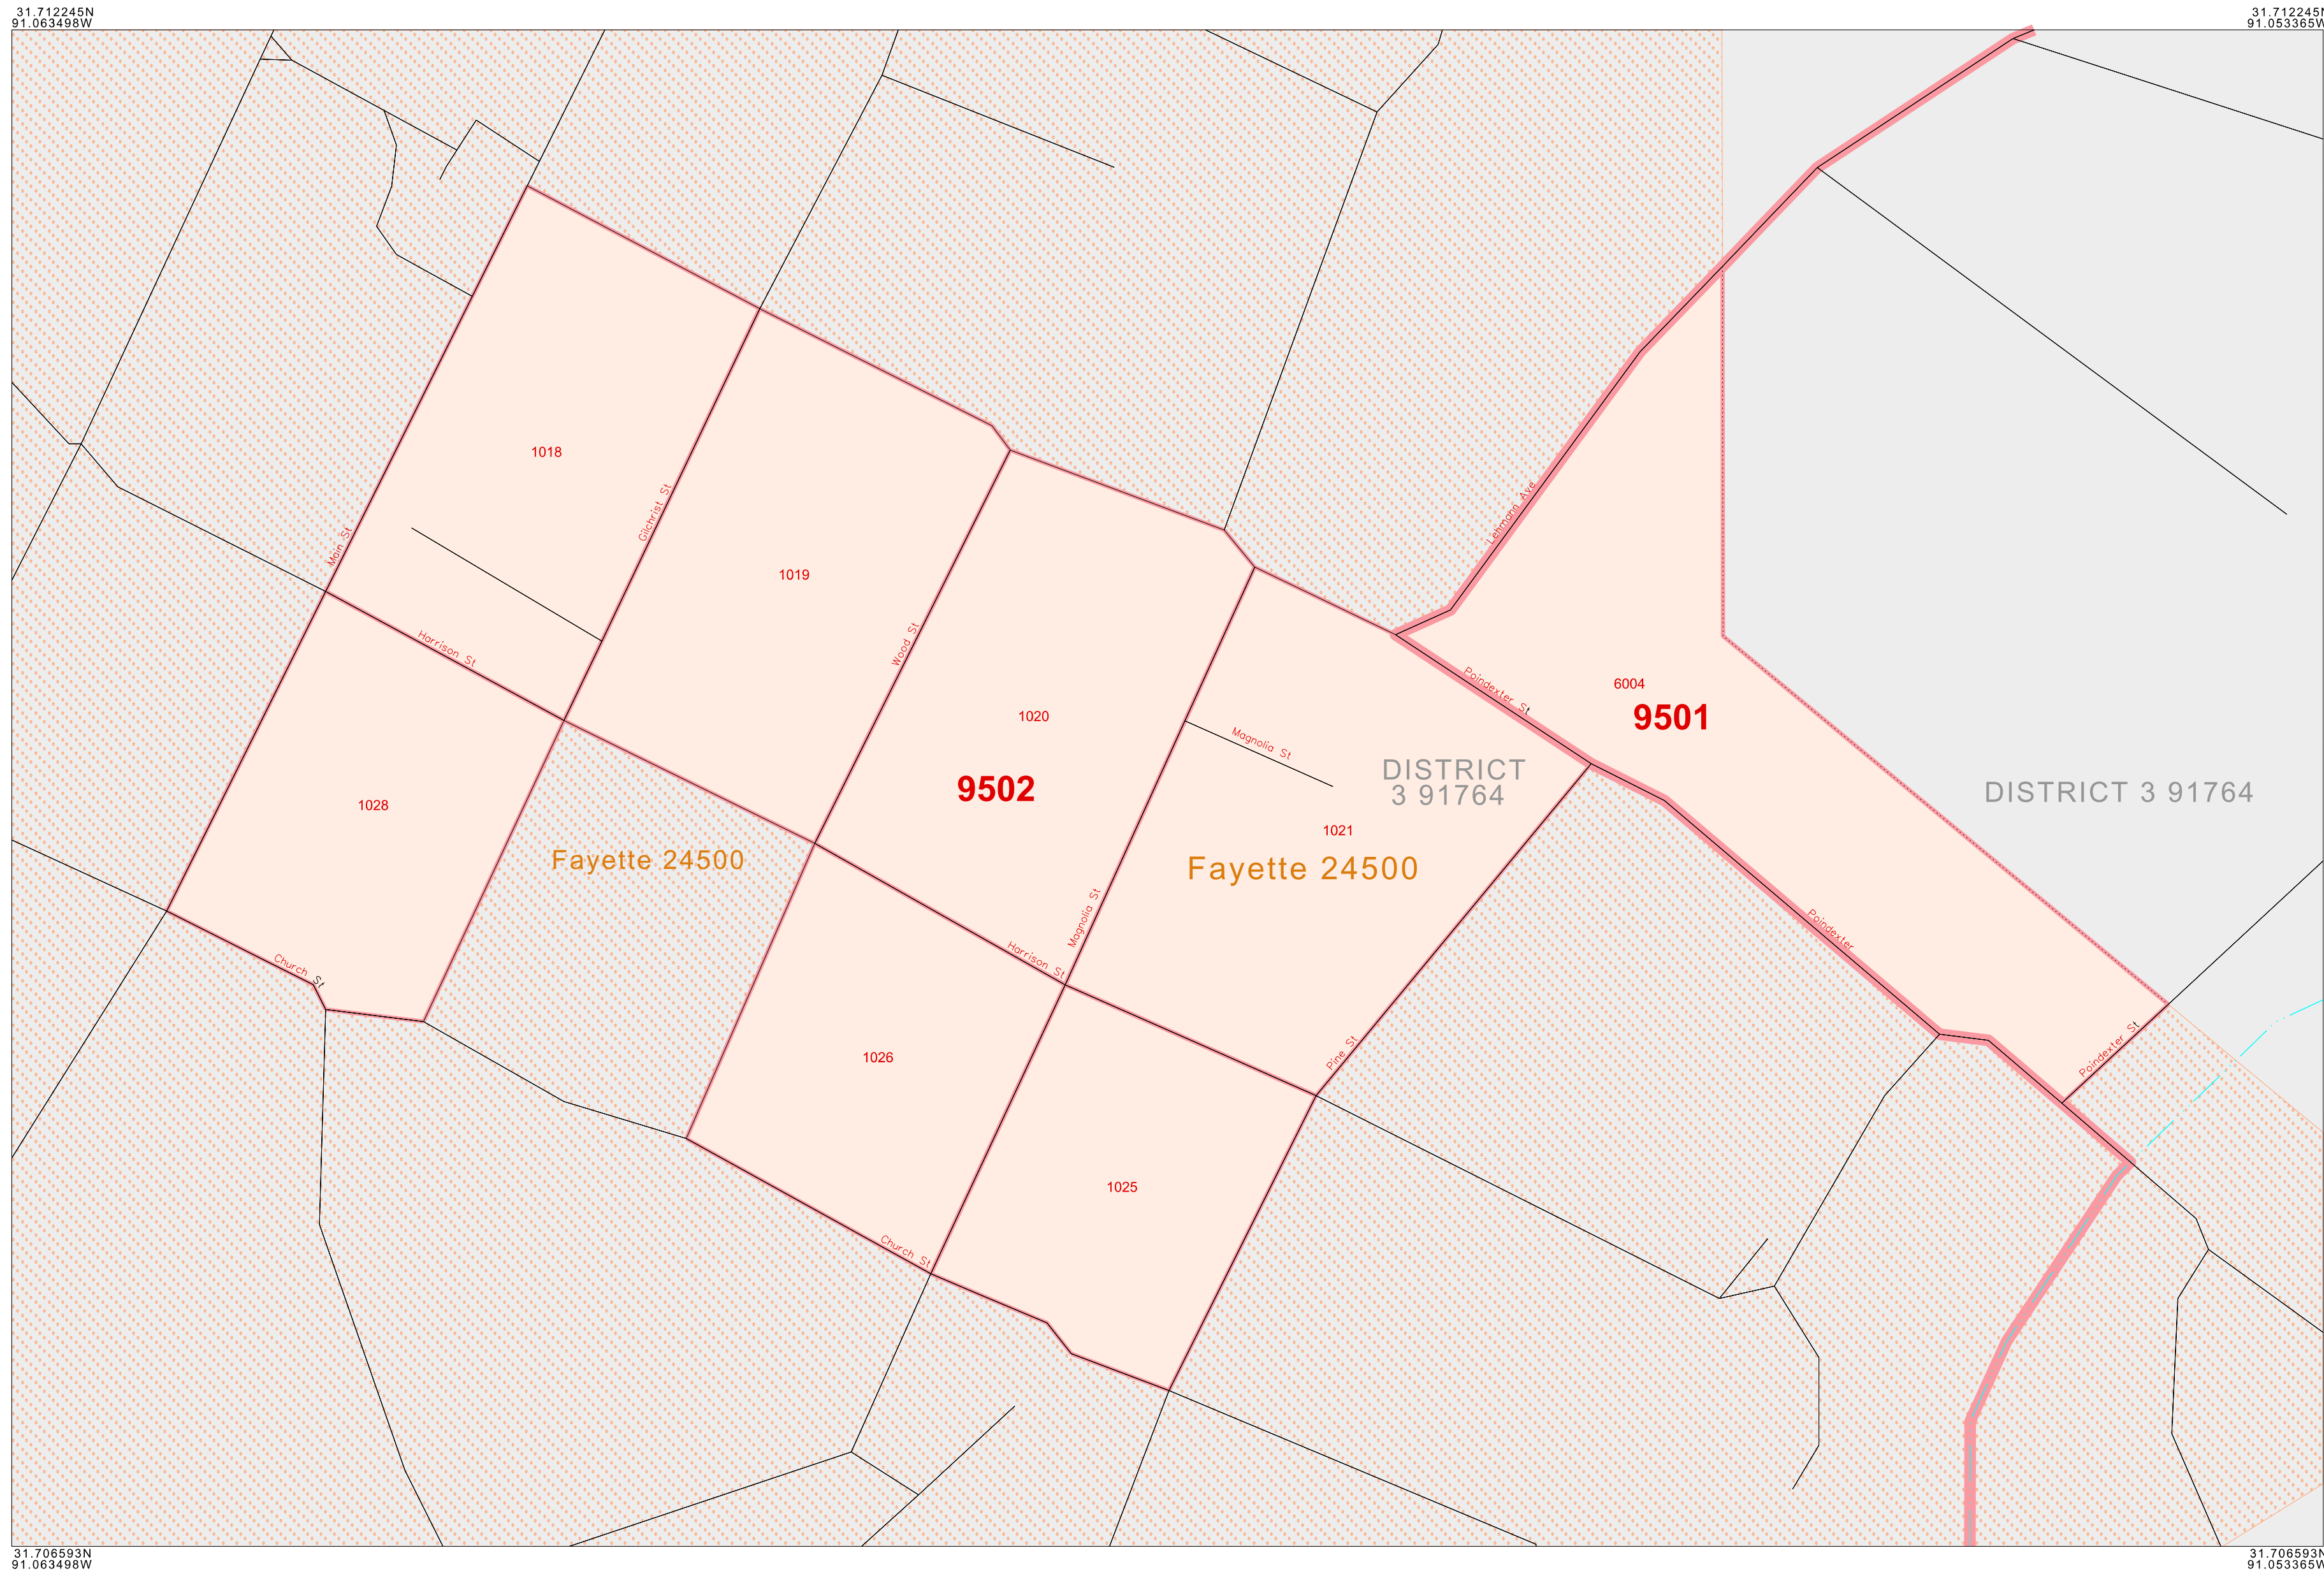 31.712245N
91.063498W
31.712245N
91.053365W
1018
Gilchrist St
Main St
1019
Lehmann Ave
Harrison St
Wood St
Poindexter St
6004
9501
1020
Magnolia St
DISTRICT
3 91764
DISTRICT 3 91764
9502
1028
1021
Fayette 24500
Fayette 24500
Magnolia St
Poindexter
Harrison St
Church St
1026
Pine St
Poindexter St
1025
Church St
31.706593N
91.063498W
31.706593N
91.053365W